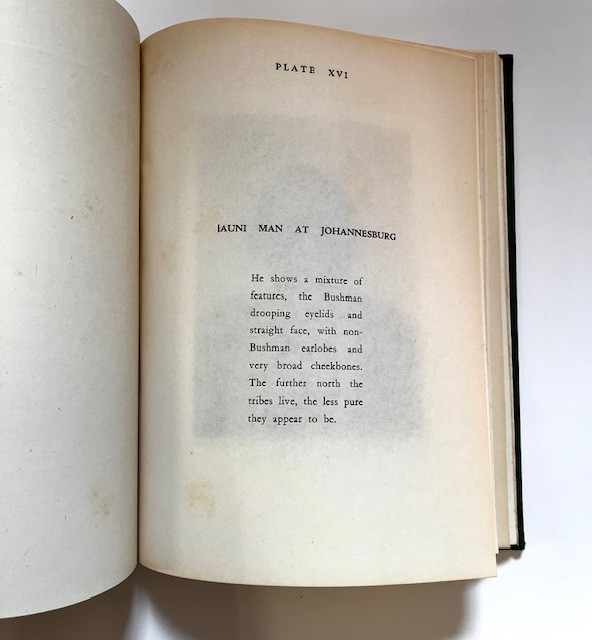 PLATE XVI
|AUNI MAN AT JOHANNESBURG
He shows a mixture of
features, the Bushman
drooping eyelids and
straight face, with non-
Bushman earlobes and
very broad cheekbones.
The further north the
tribes live, the less pure
they appear to be.